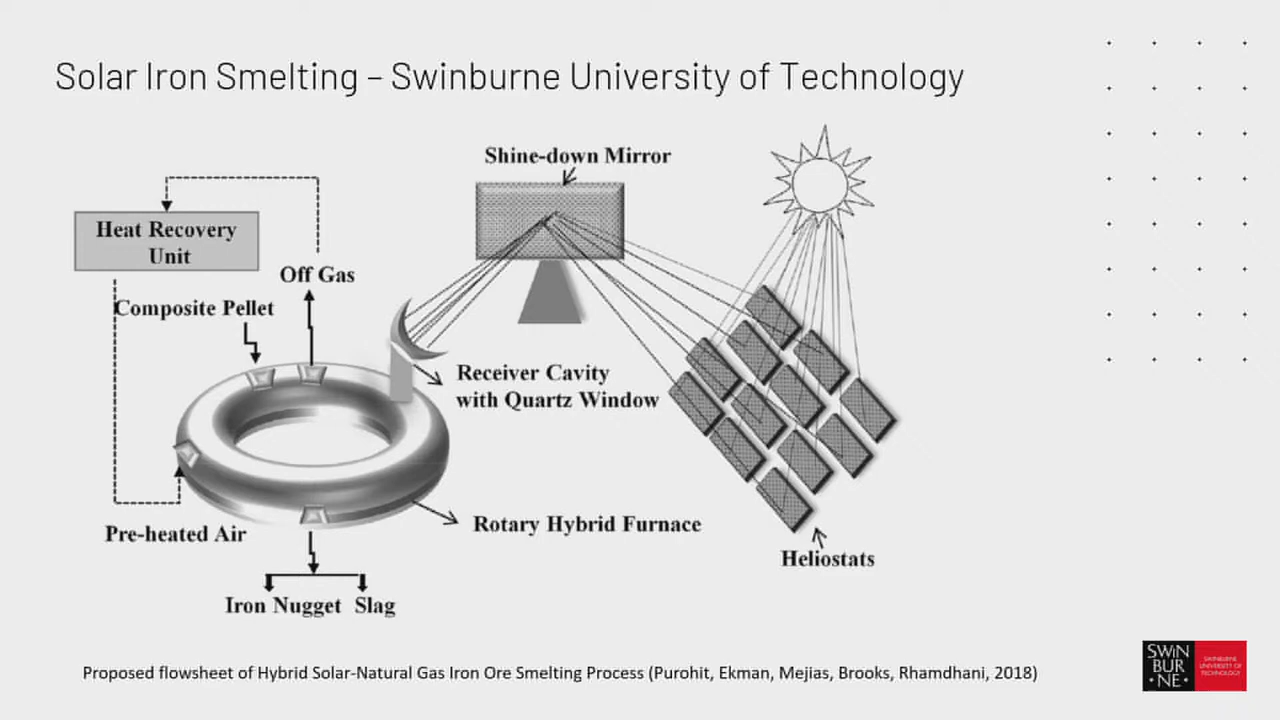 Solar Iron Smelting – Swinburne University of Technology
Shine-down Mirror
Heat Recovery
Unit
Off Gas
Composite Pellet
Receiver Cavity
with Quartz Window
Rotary Hybrid Furnace
Pre-heated Air
Heliostats
Iron Nugget Slag
Proposed flowsheet of Hybrid Solar-Natural Gas Iron Ore Smelting Process (Purohit, Ekman, Mejias, Brooks, Rhamdhani, 2018)
SWIN
BUR
• NE •
SWINBURNE
UNIVERSITY OF
TECHNOLOGY